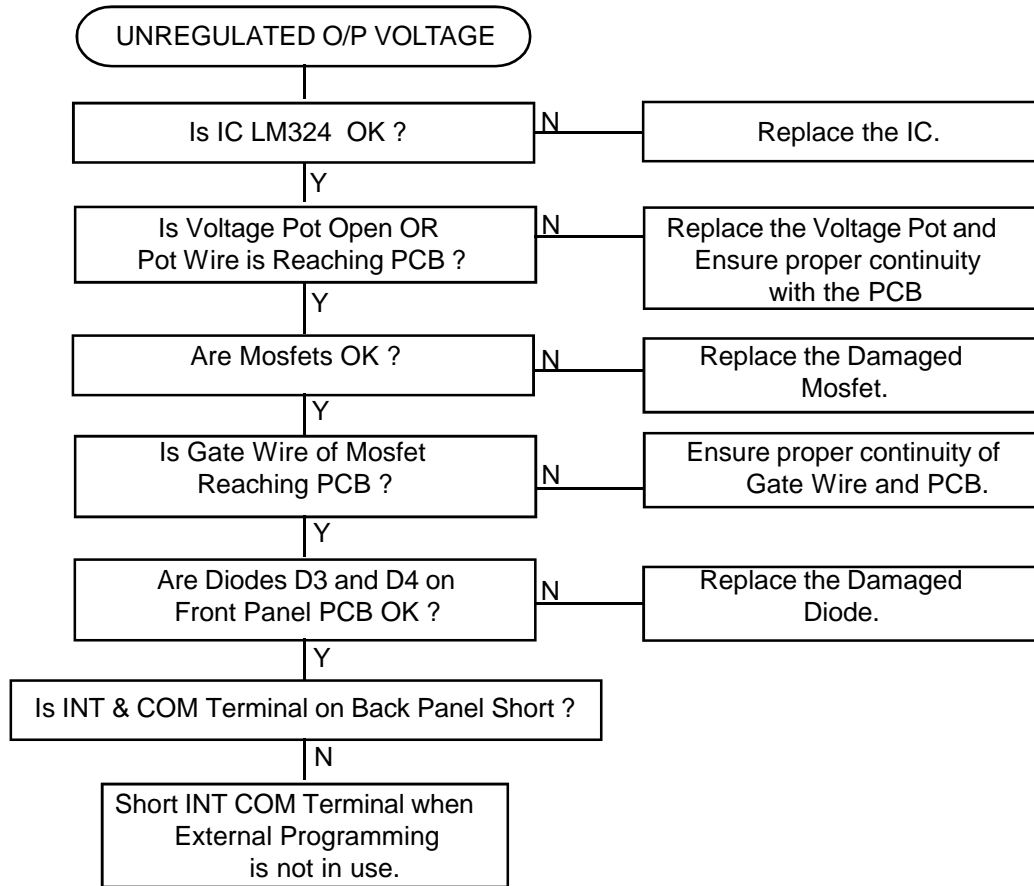 UNREGULATED O/P VOLTAGE
Is IC LM324 OK ?
N
Replace the IC.
Y
Is Voltage Pot Open OR
Pot Wire is Reaching PCB ?
N
Replace the Voltage Pot and
Ensure proper continuity
with the PCB
Y
Are Mosfets OK ?
N
Replace the Damaged
Mosfet.
Y
Is Gate Wire of Mosfet
Reaching PCB ?
N
Ensure proper continuity of
Gate Wire and PCB.
Y
Are Diodes D3 and D4 on
Front Panel PCB OK ?
N
Replace the Damaged
Diode.
Y
Is INT & COM Terminal on Back Panel Short ?
N
Short INT COM Terminal when
External Programming
is not in use.